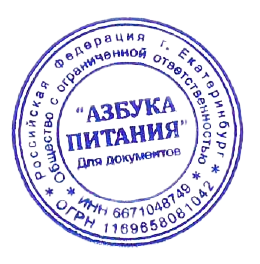 * Российская Федерация г. Екатеринбург *
* Общество с ограниченной ответственностью *
"АЗБУКА
ПИТАНИЯ"
Для документов
ИНН 6671048749
ОГРН 1169658081042